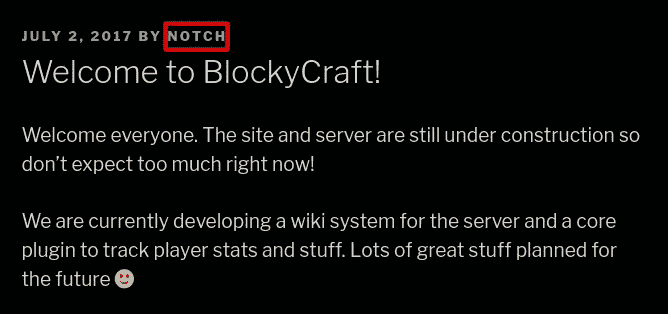 JULY 2, 2017 BY NOTCH
Welcome to BlockyCraft!
Welcome everyone. The site and server are still under construction so
don’t expect too much right now!
We are currently developing a wiki system for the server and a core
plugin to track player stats and stuff. Lots of great stuff planned for
the future